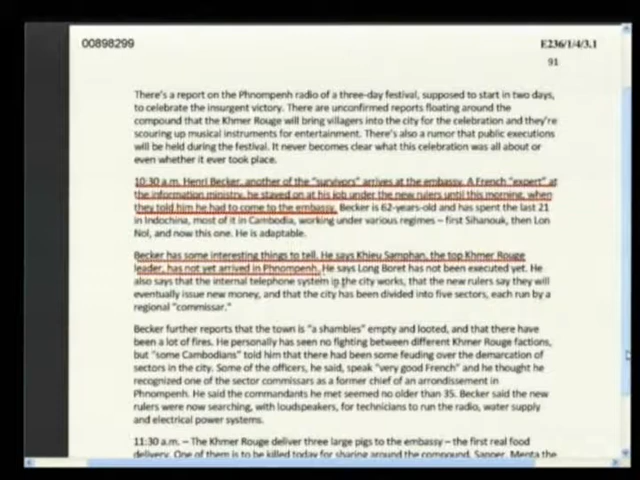 00898299
E236/1/4/3.1
91
There's a report on the Phnompenh radio of a three-day festival, supposed to start in two days,
to celebrate the insurgent victory. There are unconfirmed reports floating around the
compound that the Khmer Rouge will bring villagers into the city for the celebration and they're
scouring up musical instruments for entertainment. There's also a rumor that public executions
will be held during the festival. It never becomes clear what this celebration was all about or
even whether it ever took place.
10:30 a.m. Henri Becker, another of the "survivors" arrives at the embassy. A French "expert" at
the information ministry, he stayed on at his job under the new rulers until this morning, when
they told him he had to come to the embassy. Becker is 62-years-old and has spent the last 21
in Indochina, most of it in Cambodia, working under various regimes – first Sihanouk, then Lon
Nol, and now this one. He is adaptable.
Becker has some interesting things to tell. He says Khieu Samphan, the top Khmer Rouge
leader, has not yet arrived in Phnompenh. He says Long Boret has not been executed yet. He
also says that the internal telephone system in the city works, that the new rulers say they will
eventually issue new money, and that the city has been divided into five sectors, each run by a
regional "commissar."
Becker further reports that the town is "a shambles" empty and looted, and that there have
been a lot of fires. He personally has seen no fighting between different Khmer Rouge factions,
but "some Cambodians" told him that there had been some feuding over the demarcation of
sectors in the city. Some of the officers, he said, speak "very good French" and he thought he
recognized one of the sector commissars as a former chief of an arrondissement in
Phnompenh. He said the commandants he met seemed no older than 35. Becker said the new
rulers were now searching, with loudspeakers, for technicians to run the radio, water supply
and electrical power systems.
11:30 a.m. – The Khmer Rouge deliver three large pigs to the embassy – the first real food
delivery. One of them is to be killed today for sharing around the compound. Sapper, Menta the